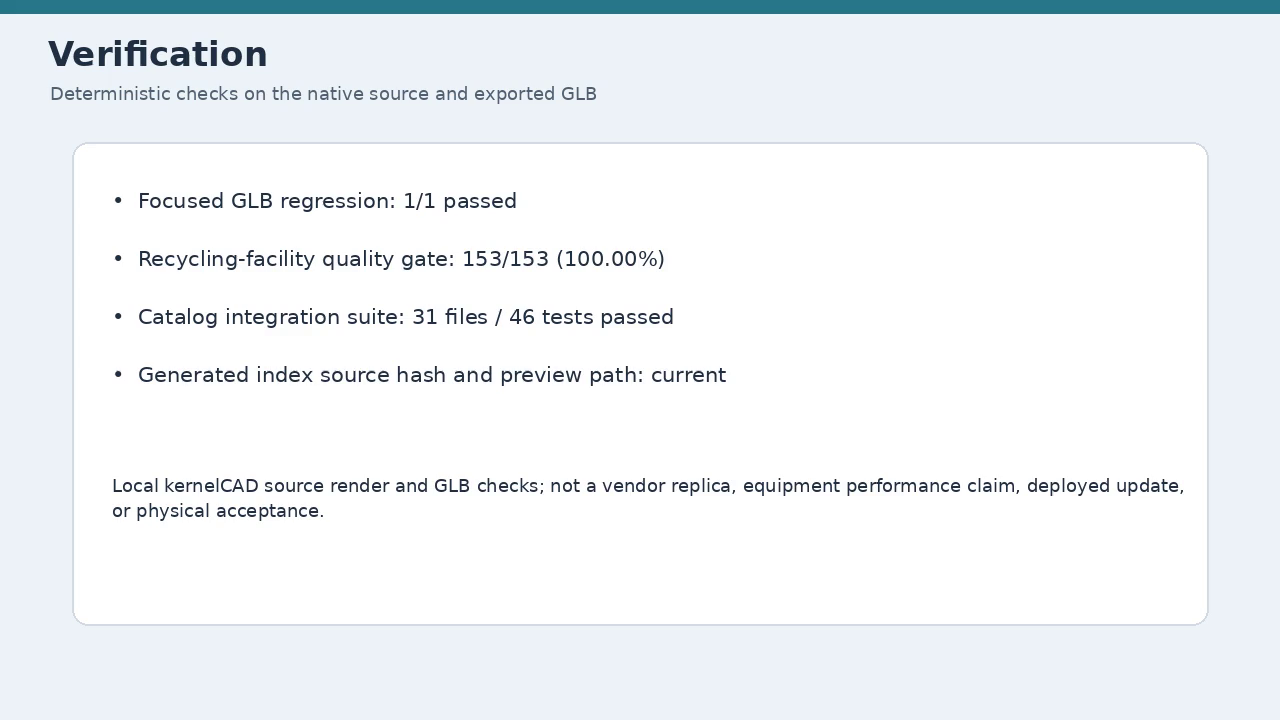 Verification
Deterministic checks on the native source and exported GLB
• Focused GLB regression: 1/1 passed
• Recycling-facility quality gate: 153/153 (100.00%)
• Catalog integration suite: 31 files / 46 tests passed
• Generated index source hash and preview path: current
Local kernelCAD source render and GLB checks; not a vendor replica, equipment performance claim, deployed update,
or physical acceptance.